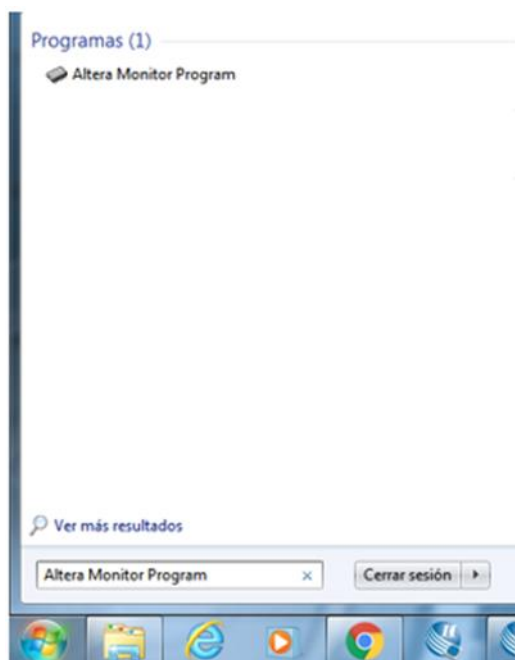 Programas (1)
Altera Monitor Program
Ver más resultados
Altera Monitor Program
Cerrar sesión